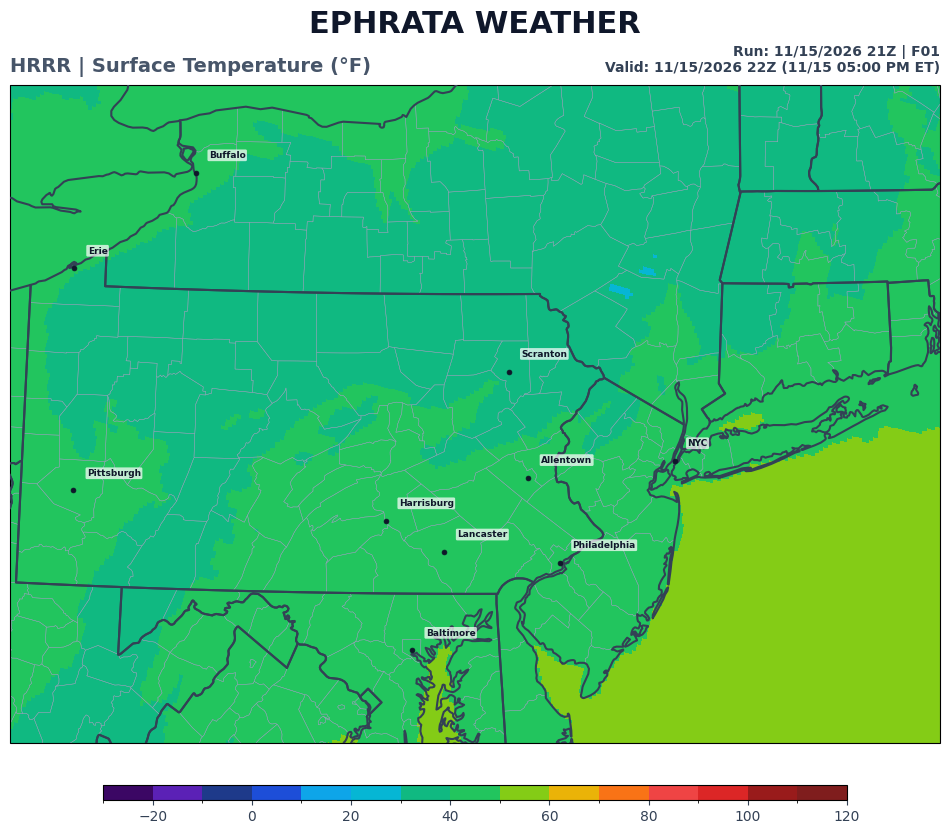 EPHRATA WEATHER
HRRR | Surface Temperature (°F)
Run: 11/15/2026 21Z | F01
Valid: 11/15/2026 22Z (11/15 05:00 PM ET)
Buffalo
Erie
Scranton
NYC
Allentown
Pittsburgh
Harrisburg
Lancaster
Philadelphia
Baltimore
−20 0 20 40 60 80 100 120